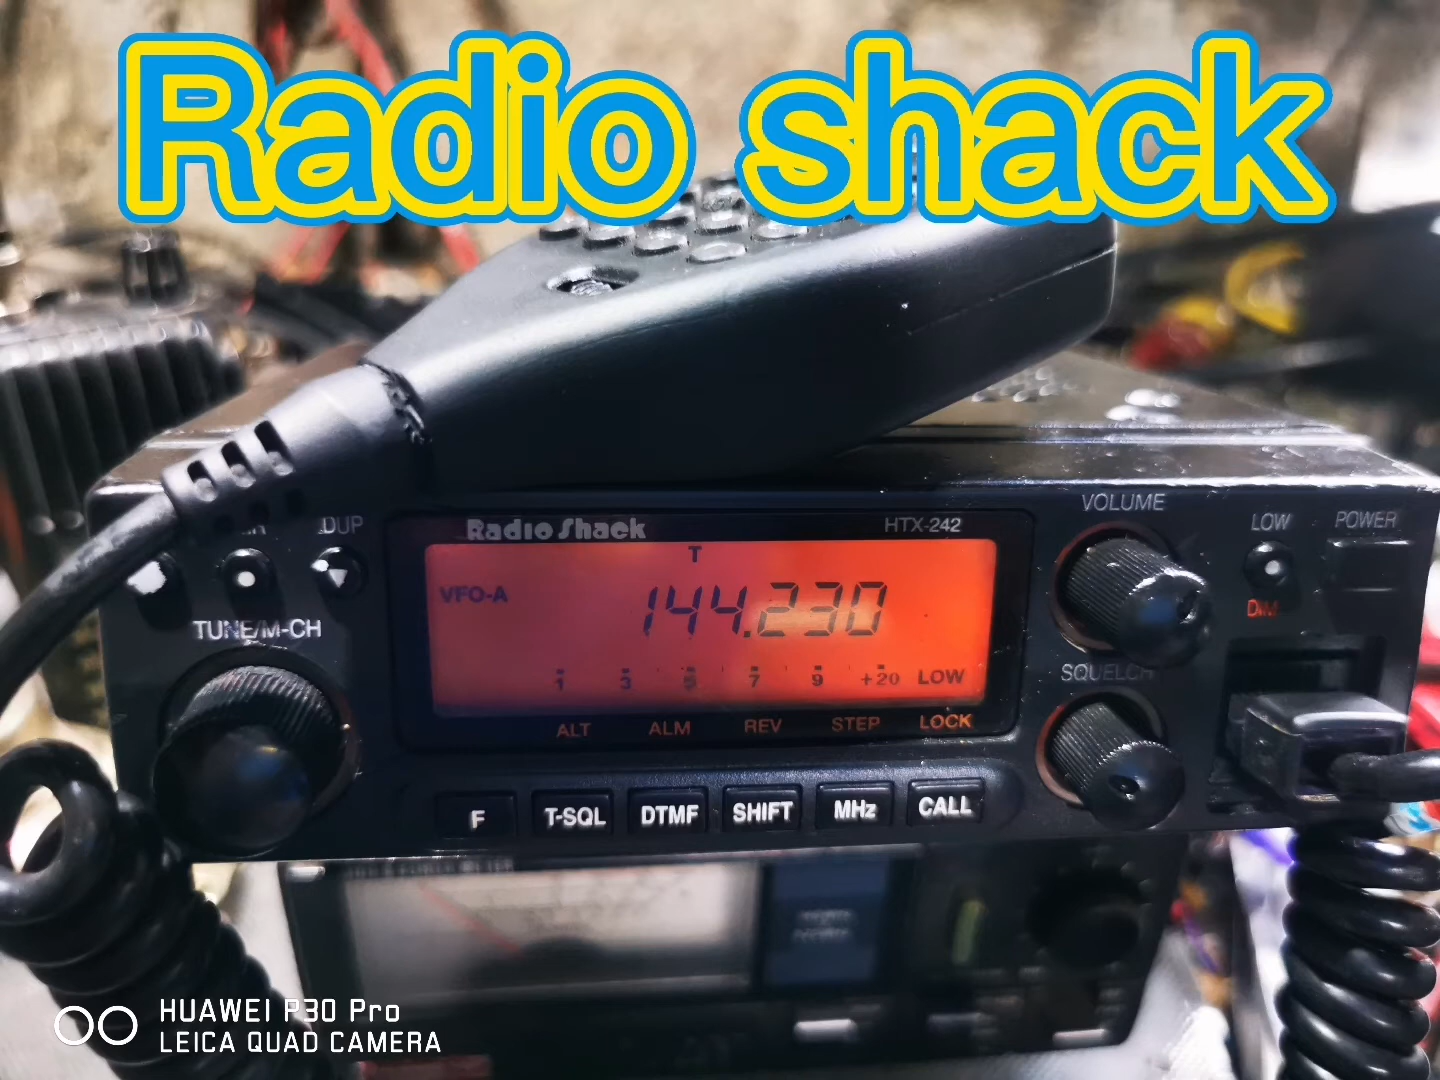 Radio shack
VOLUME
LOW
POWER
DUP
Radio Shack
HTX-242
T
VFO-A
144.230
DIM
TUNE/M-CH
SQUELCH
1 3 5 7 9 +20 LOW
ALT ALM REV STEP LOCK
F T-SQL DTMF SHIFT MHz CALL
HUAWEI P30 Pro
LEICA QUAD CAMERA